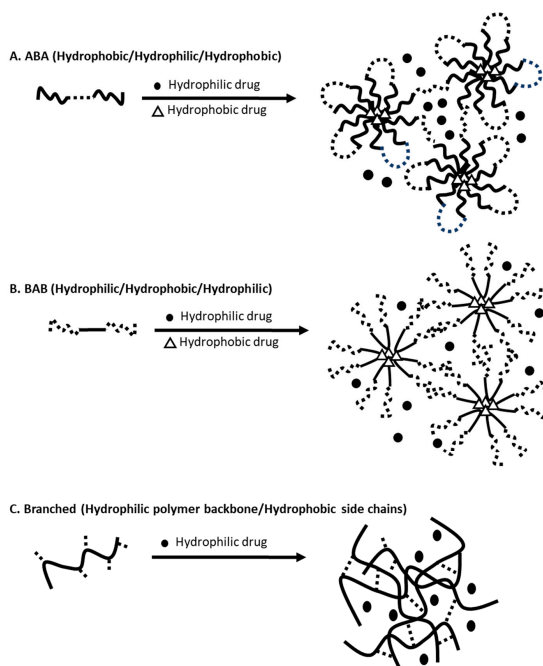 A. ABA (Hydrophobic/Hydrophilic/Hydrophobic)
Hydrophilic drug
Hydrophobic drug
B. BAB (Hydrophilic/Hydrophobic/Hydrophilic)
Hydrophilic drug
Hydrophobic drug
C. Branched (Hydrophilic polymer backbone/Hydrophobic side chains)
Hydrophilic drug